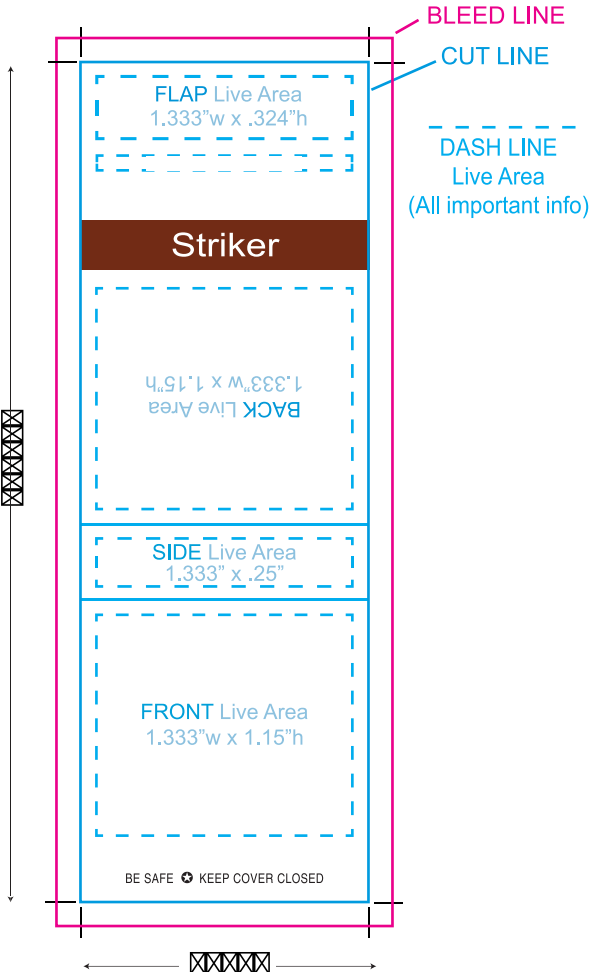 BLEED LINE
CUT LINE
FLAP Live Area
1.333”w x .324”h
DASH LINE
Live Area
(All important info)
Striker
BACK Live Area
1.333”w x 1.15”h
SIDE Live Area
1.333” x .25”
FRONT Live Area
1.333”w x 1.15”h
BE SAFE ✪ KEEP COVER CLOSED